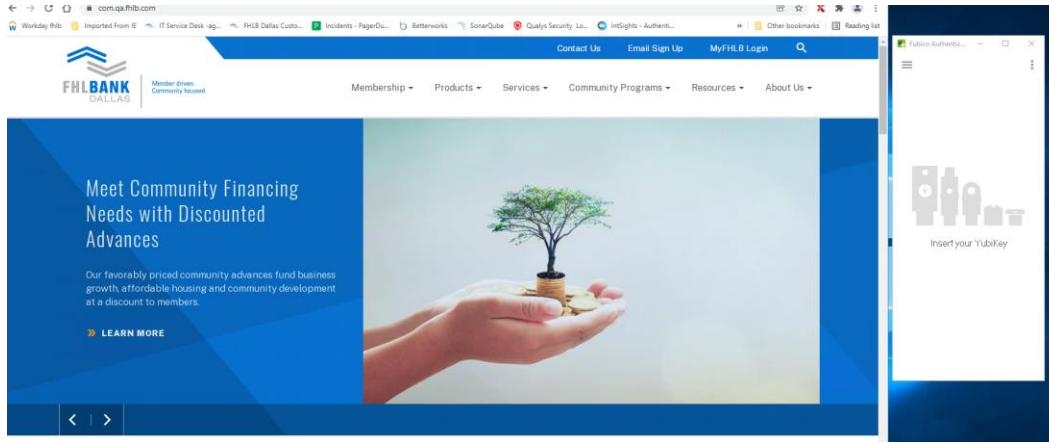 com.qa.fhlb.com
Workday fhlb Imported From IE IT Service Desk -ag... FHLB Dallas Custo... Incidents - PagerDu... Betterworks SonarQube Qualys Security Lo... IntSights - Authenti... » Other bookmarks Reading list
Contact Us Email Sign Up MyFHLB Login
FHLBANK
DALLAS
Member driven.
Community focused.
Membership Products Services Community Programs Resources About Us
Meet Community Financing
Needs with Discounted
Advances
Our favorably priced community advances fund business
growth, affordable housing and community development
at a discount to members.
» LEARN MORE
Yubico Authentic...
Insert your YubiKey